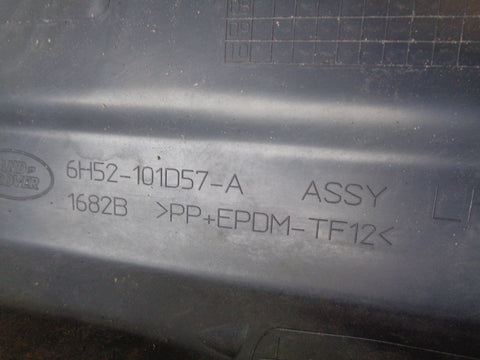 6H52-101D57-A ASSY
1682B >PP+EPDM-TF12<